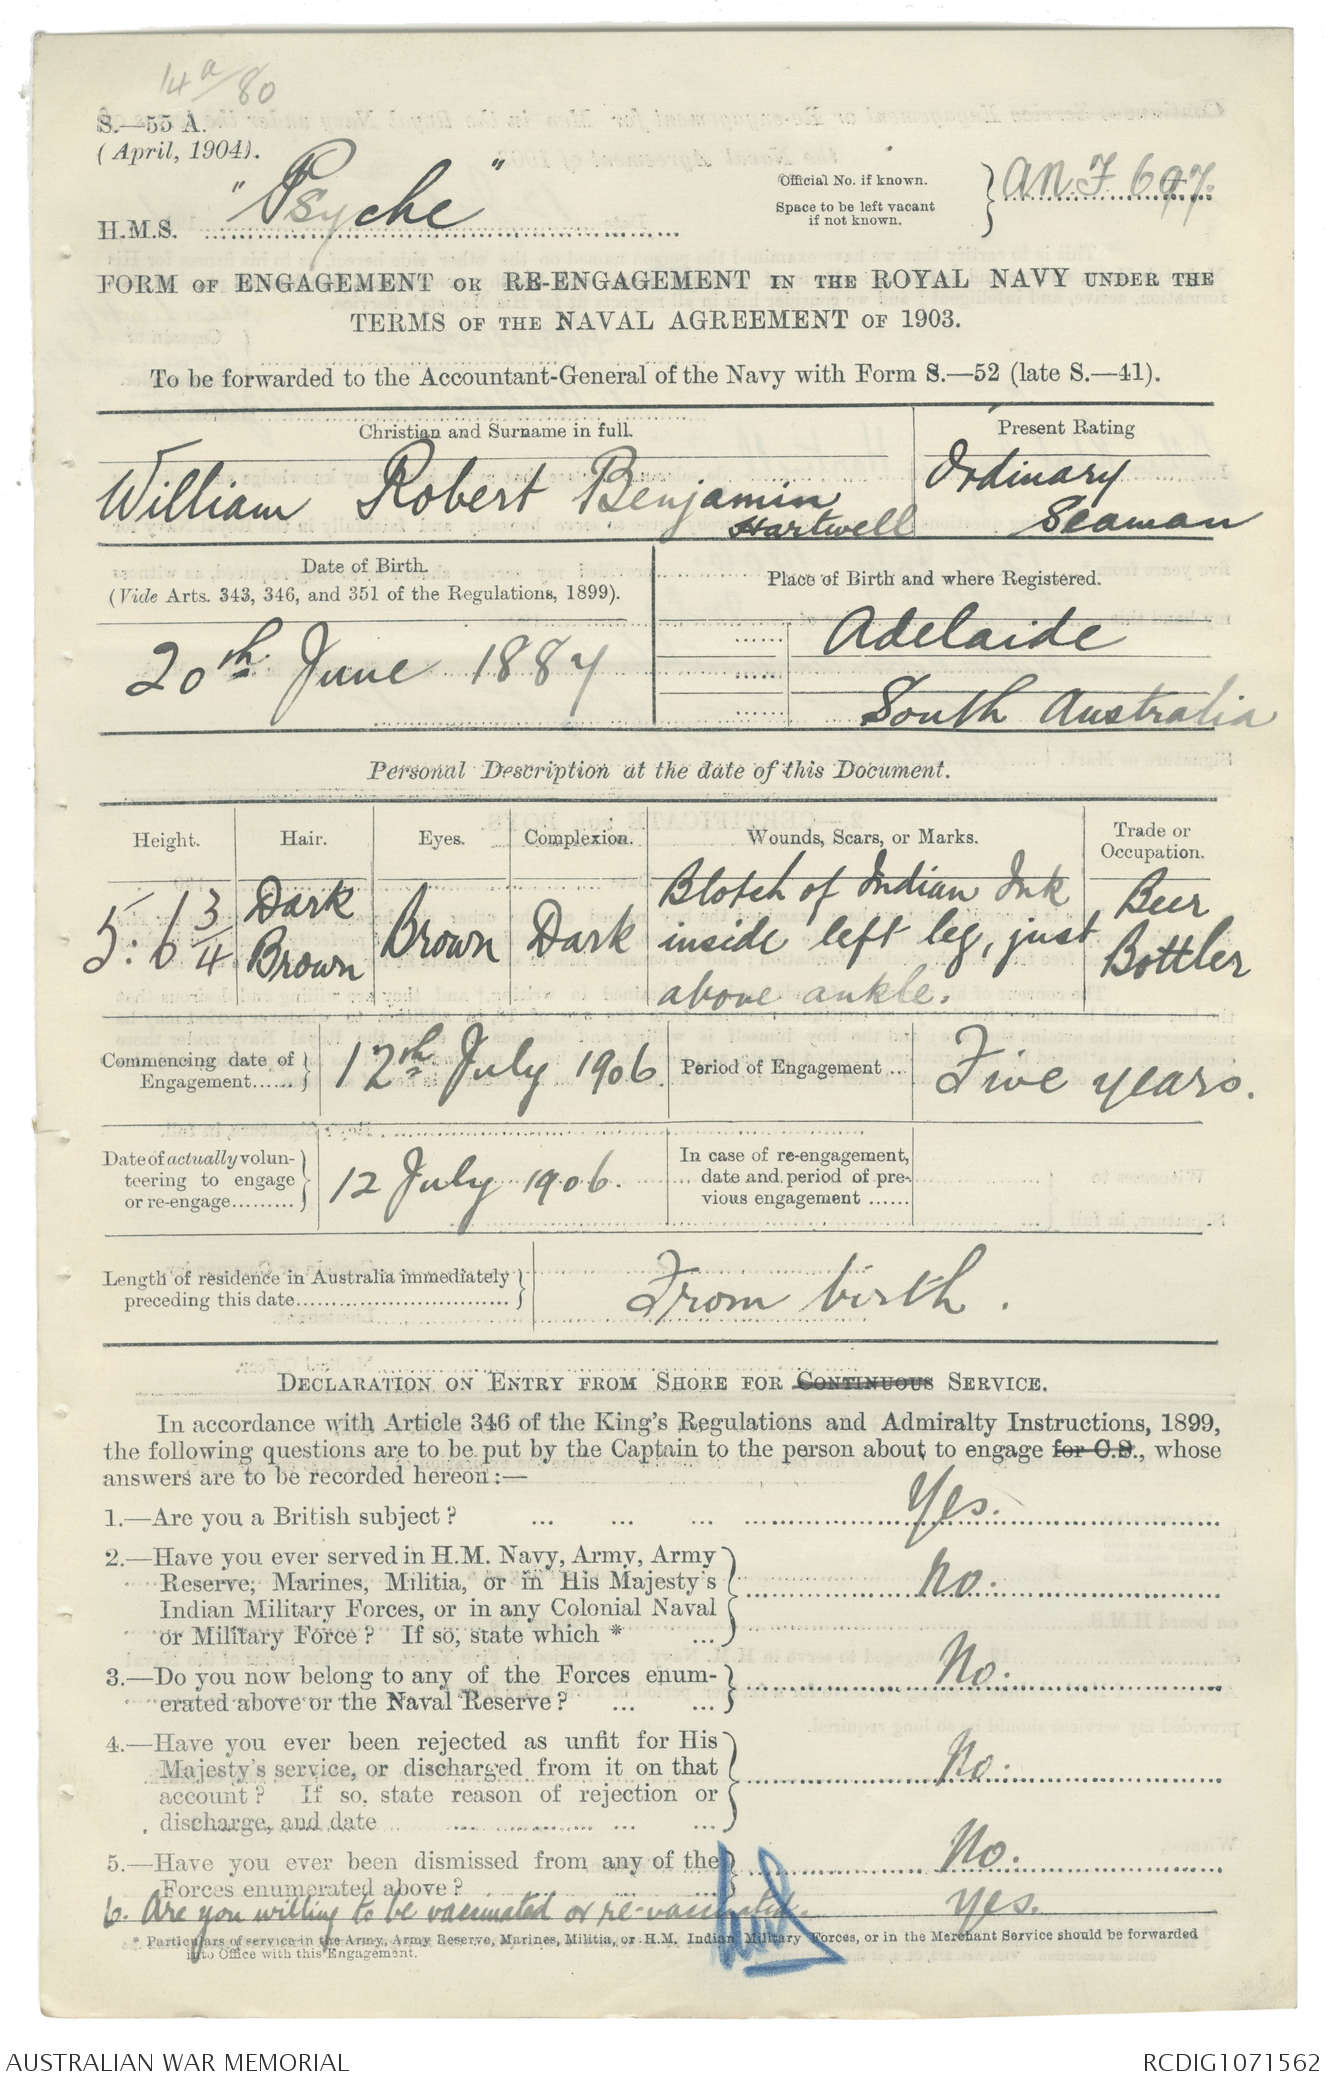 14 a/80
S.—55 A.
(April, 1904).
H.M.S. "Psyche"
Official No. if known.
Space to be left vacant
if not known.
A.N.F. 697.
FORM OF ENGAGEMENT OR RE-ENGAGEMENT IN THE ROYAL NAVY UNDER THE
TERMS OF THE NAVAL AGREEMENT OF 1903.
To be forwarded to the Accountant-General of the Navy with Form S.—52 (late S.—41).
Christian and Surname in full.
Present Rating
William Robert Benjamin
Hartwell
Ordinary
Seaman
Date of Birth.
(Vide Arts. 343, 346, and 351 of the Regulations, 1899).
Place of Birth and where Registered.
20th June 1884
Adelaide
South Australia
Personal Description at the date of this Document.
Height.
Hair.
Eyes.
Complexion.
Wounds, Scars, or Marks.
Trade or
Occupation.
5: 6 3/4
Dark
Brown
Brown
Dark
Blotch of Indian Ink
inside left leg, just
above ankle.
Beer
Bottler
Commencing date of
Engagement......
12th July 1906
Period of Engagement ..
Five years.
Date of actually volun-
teering to engage
or re-engage.........
12 July 1906.
In case of re-engagement,
date and period of pre-
vious engagement ......
Length of residence in Australia immediately
preceding this date..............................
From birth.
DECLARATION ON ENTRY FROM SHORE FOR CONTINUOUS SERVICE.
In accordance with Article 346 of the King's Regulations and Admiralty Instructions, 1899,
the following questions are to be put by the Captain to the person about to engage for C.S., whose
answers are to be recorded hereon:—
1.—Are you a British subject? ... ... ... Yes.
2.—Have you ever served in H.M. Navy, Army, Army
Reserve, Marines, Militia, or in His Majesty's
Indian Military Forces, or in any Colonial Naval
or Military Force? If so, state which * ...
No.
3.—Do you now belong to any of the Forces enum-
erated above or the Naval Reserve? ... ...
No.
4.—Have you ever been rejected as unfit for His
Majesty's service, or discharged from it on that
account? If so, state reason of rejection or
discharge, and date ... ... ... ...
No.
5.—Have you ever been dismissed from any of the
Forces enumerated above? ... ...
No.
6. Are you willing to be vaccinated or re-vaccinated. yes.
* Particulars of service in the Army, Army Reserve, Marines, Militia, or H.M. Indian Military Forces, or in the Merchant Service should be forwarded
into Office with this Engagement.
AUSTRALIAN WAR MEMORIAL
RCDIG1071562